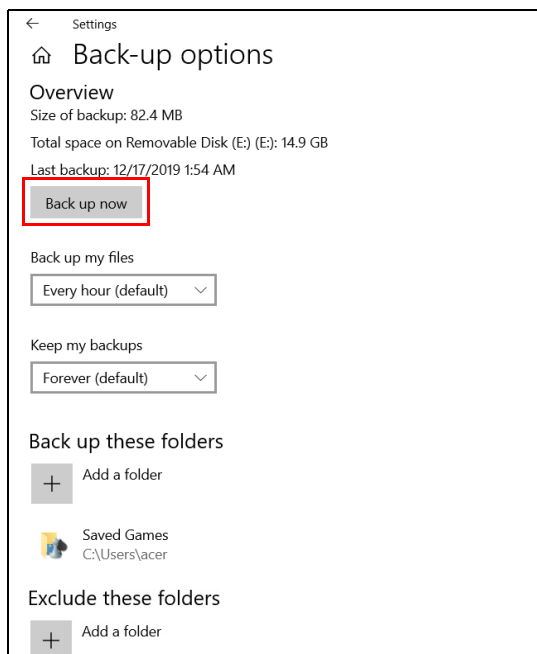 Settings
Back-up options
Overview
Size of backup: 82.4 MB
Total space on Removable Disk (E:) (E:): 14.9 GB
Last backup: 12/17/2019 1:54 AM
Back up now
Back up my files
Every hour (default)
Keep my backups
Forever (default)
Back up these folders
Add a folder
Saved Games
C:\Users\acer
Exclude these folders
Add a folder